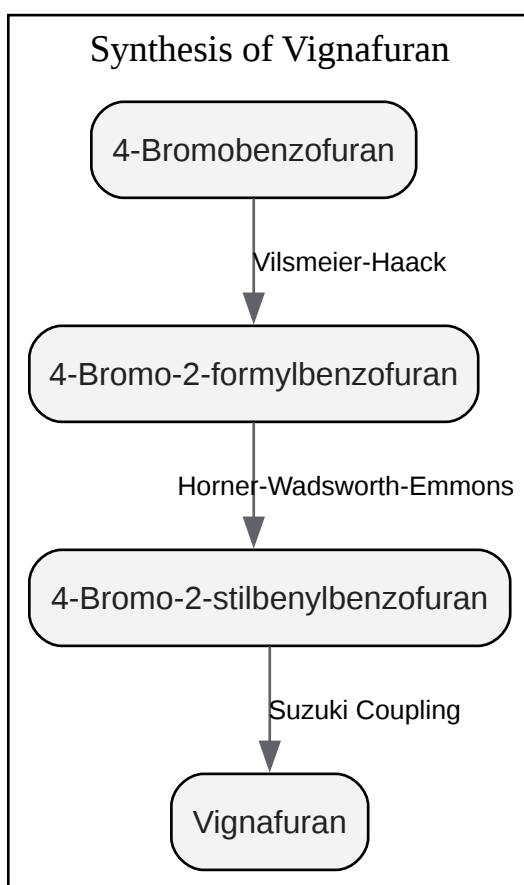 Synthesis of Vignafuran
4-Bromobenzofuran
Vilsmeier-Haack
4-Bromo-2-formylbenzofuran
Horner-Wadsworth-Emmons
4-Bromo-2-stilbenylbenzofuran
Suzuki Coupling
Vignafuran